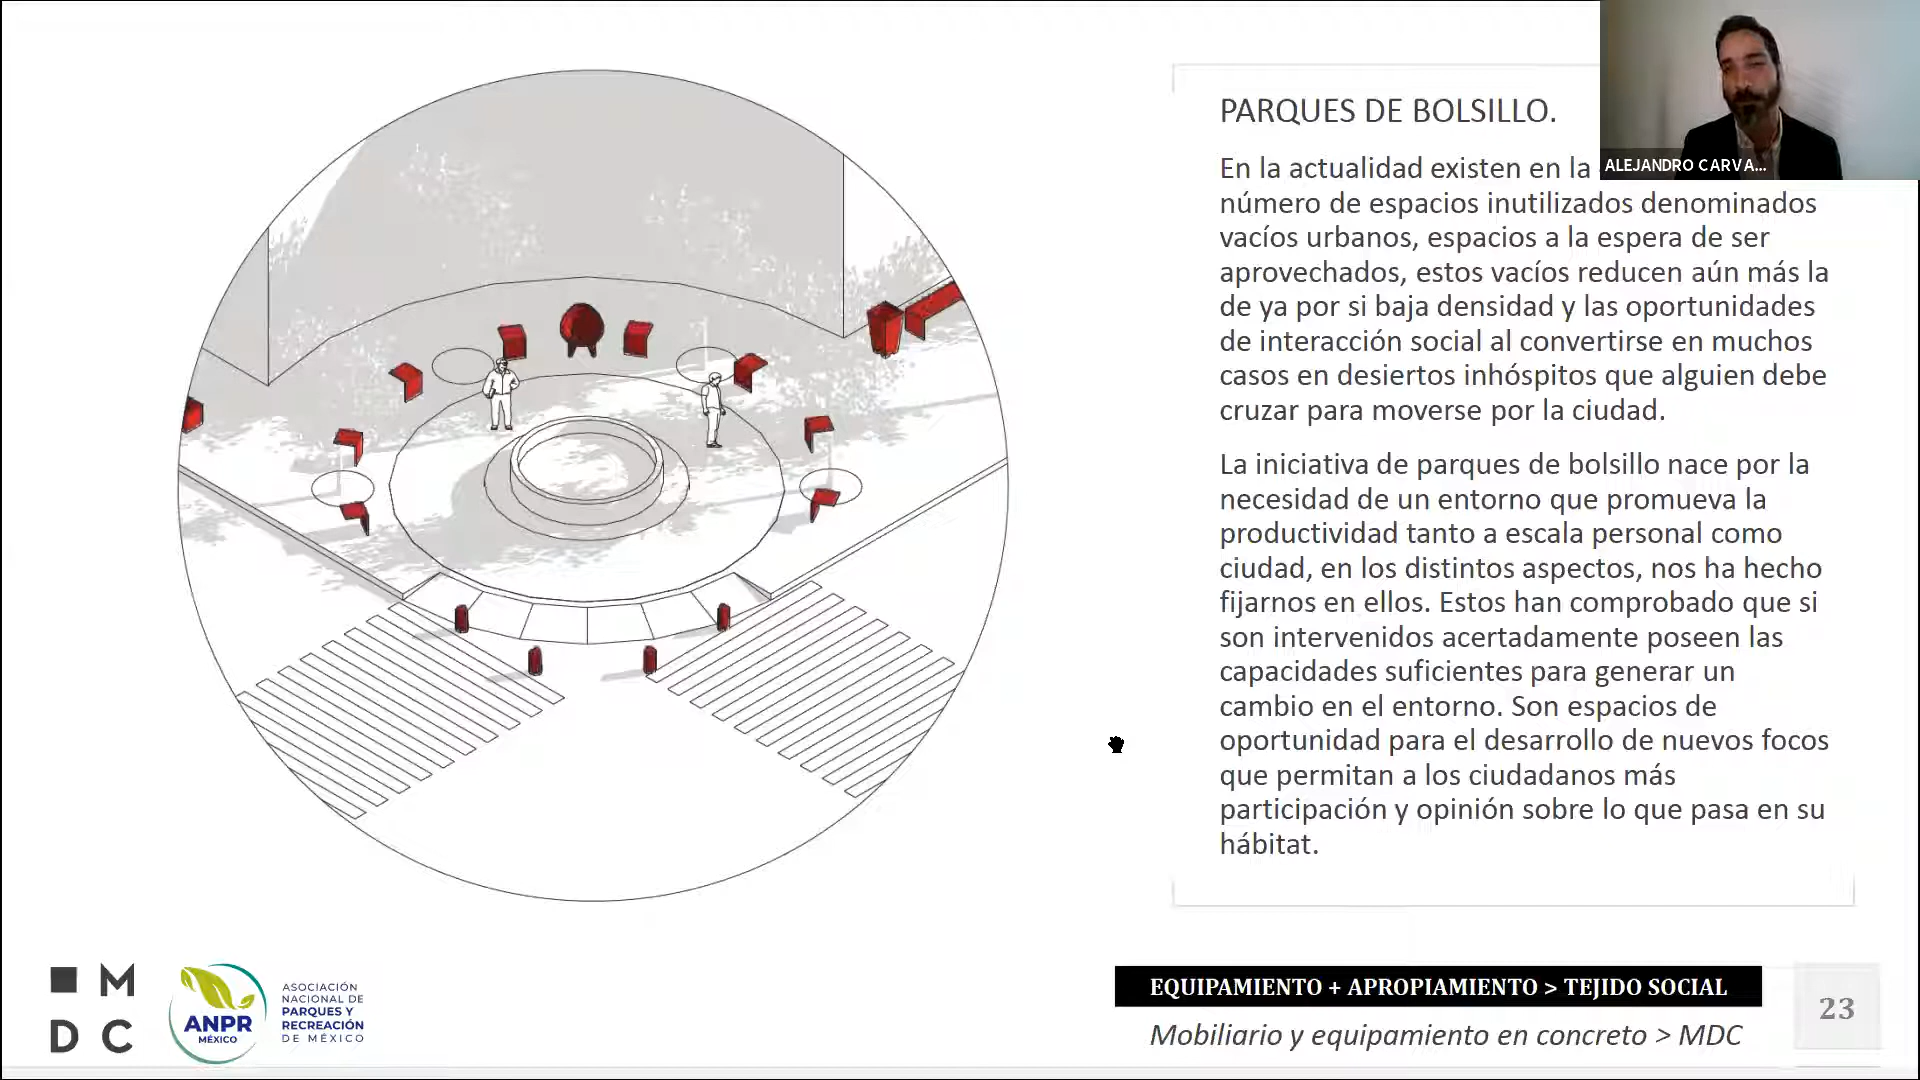 PARQUES DE BOLSILLO.
En la actualidad existen en la
número de espacios inutilizados denominados
vacíos urbanos, espacios a la espera de ser
aprovechados, estos vacíos reducen aún más la
de ya por si baja densidad y las oportunidades
de interacción social al convertirse en muchos
casos en desiertos inhóspitos que alguien debe
cruzar para moverse por la ciudad.
La iniciativa de parques de bolsillo nace por la
necesidad de un entorno que promueva la
productividad tanto a escala personal como
ciudad, en los distintos aspectos, nos ha hecho
fijarnos en ellos. Estos han comprobado que si
son intervenidos acertadamente poseen las
capacidades suficientes para generar un
cambio en el entorno. Son espacios de
oportunidad para el desarrollo de nuevos focos
que permitan a los ciudadanos más
participación y opinión sobre lo que pasa en su
hábitat.
ALEJANDRO CARVA...
M
D C
ANPR
MÉXICO
ASOCIACIÓN
NACIONAL DE
PARQUES Y
RECREACIÓN
DE MÉXICO
EQUIPAMIENTO + APROPIAMIENTO > TEJIDO SOCIAL
Mobiliario y equipamiento en concreto > MDC
23